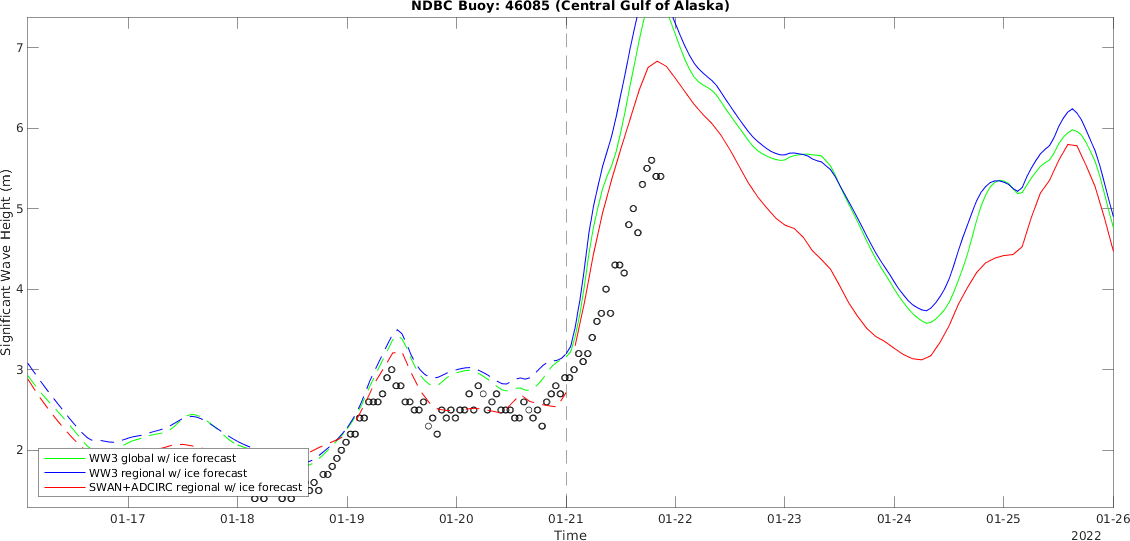 NDBC Buoy: 46085 (Central Gulf of Alaska)
Significant Wave Height (m)
7
6
5
4
3
2
WW3 global w/ ice forecast
WW3 regional w/ ice forecast
SWAN+ADCIRC regional w/ ice forecast
01-17 01-18 01-19 01-20 01-21 01-22 01-23 01-24 01-25 01-26
Time
2022